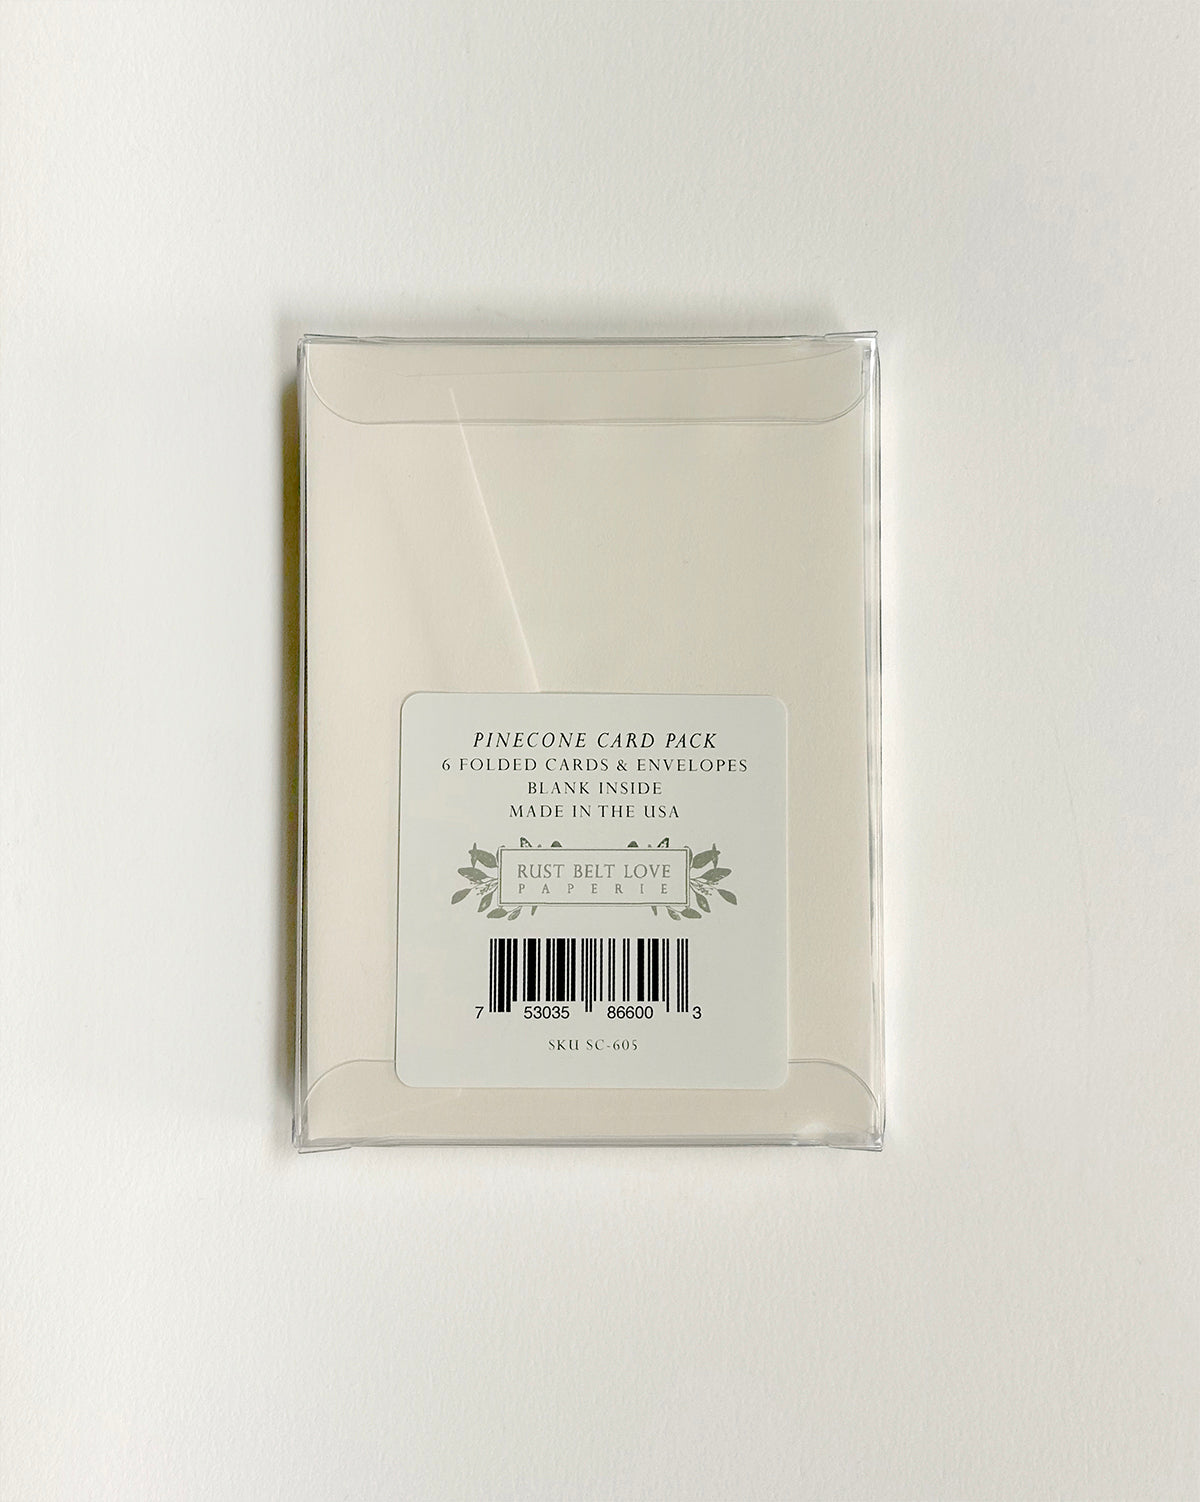 PINECONE CARD PACK
6 FOLDED CARDS & ENVELOPES
BLANK INSIDE
MADE IN THE USA
RUST BELT LOVE
PAPERIE
7 53035 86600 3
SKU SC-605